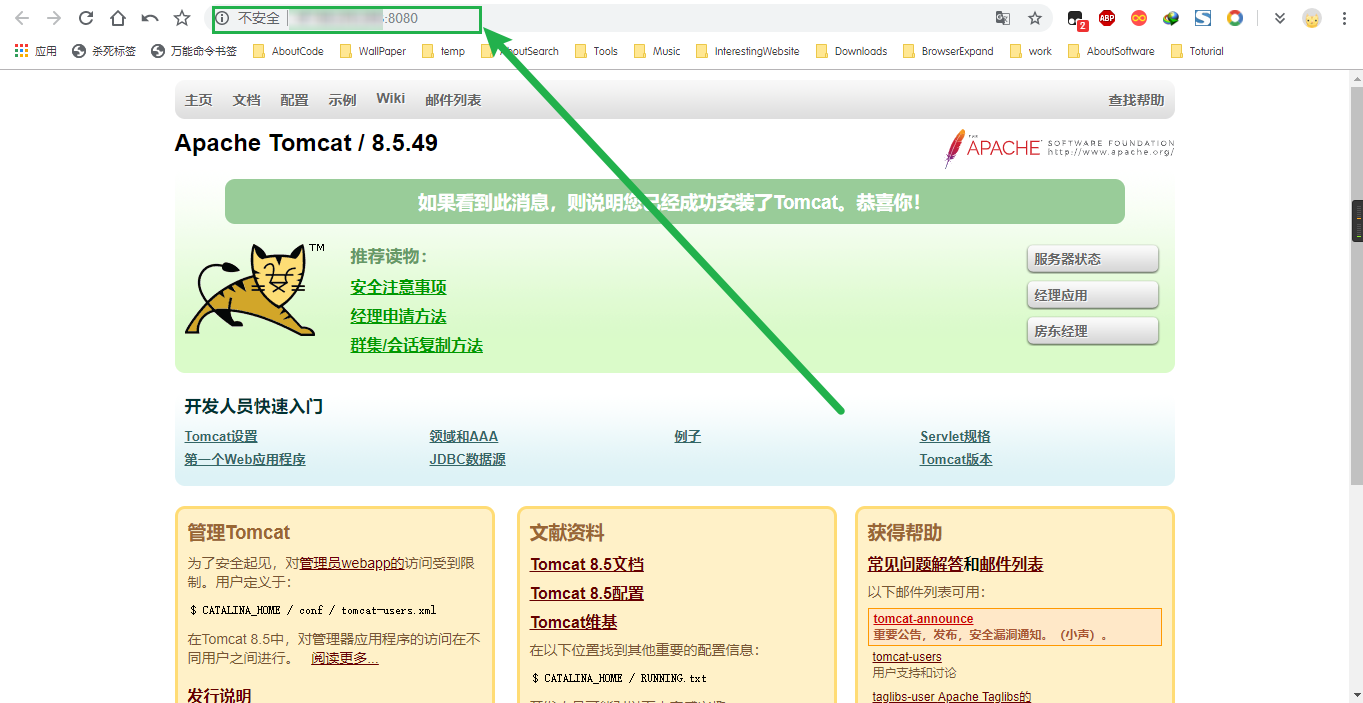 不安全 :8080
2
ABP
应用 杀死标签 万能命令书签 AboutCode WallPaper temp AboutSearch Tools Music InterestingWebsite Downloads BrowserExpand work AboutSoftware Toturial
主页 文档 配置 示例 Wiki 邮件列表 查找帮助
Apache Tomcat / 8.5.49
THE APACHE SOFTWARE FOUNDATION
http://www.apache.org/
如果看到此消息，则说明您已经成功安装了Tomcat。恭喜你！
TM
推荐读物：
安全注意事项
经理申请方法
群集/会话复制方法
服务器状态
经理应用
房东经理
开发人员快速入门
Tomcat设置 领域和AAA 例子 Servlet规格
第一个Web应用程序 JDBC数据源 Tomcat版本
管理Tomcat
为了安全起见，对管理员webapp的访问受到限
制。用户定义于：
$ CATALINA_HOME / conf / tomcat-users.xml
在Tomcat 8.5中，对管理器应用程序的访问在不
同用户之间进行。 阅读更多...
发行说明
文献资料
Tomcat 8.5文档
Tomcat 8.5配置
Tomcat维基
在以下位置找到其他重要的配置信息：
$ CATALINA_HOME / RUNNING.txt
获得帮助
常见问题解答和邮件列表
以下邮件列表可用：
tomcat-announce
重要公告，发布，安全漏洞通知。（小声）。
tomcat-users
用户支持和讨论
taglibs-user Apache Taglibs的